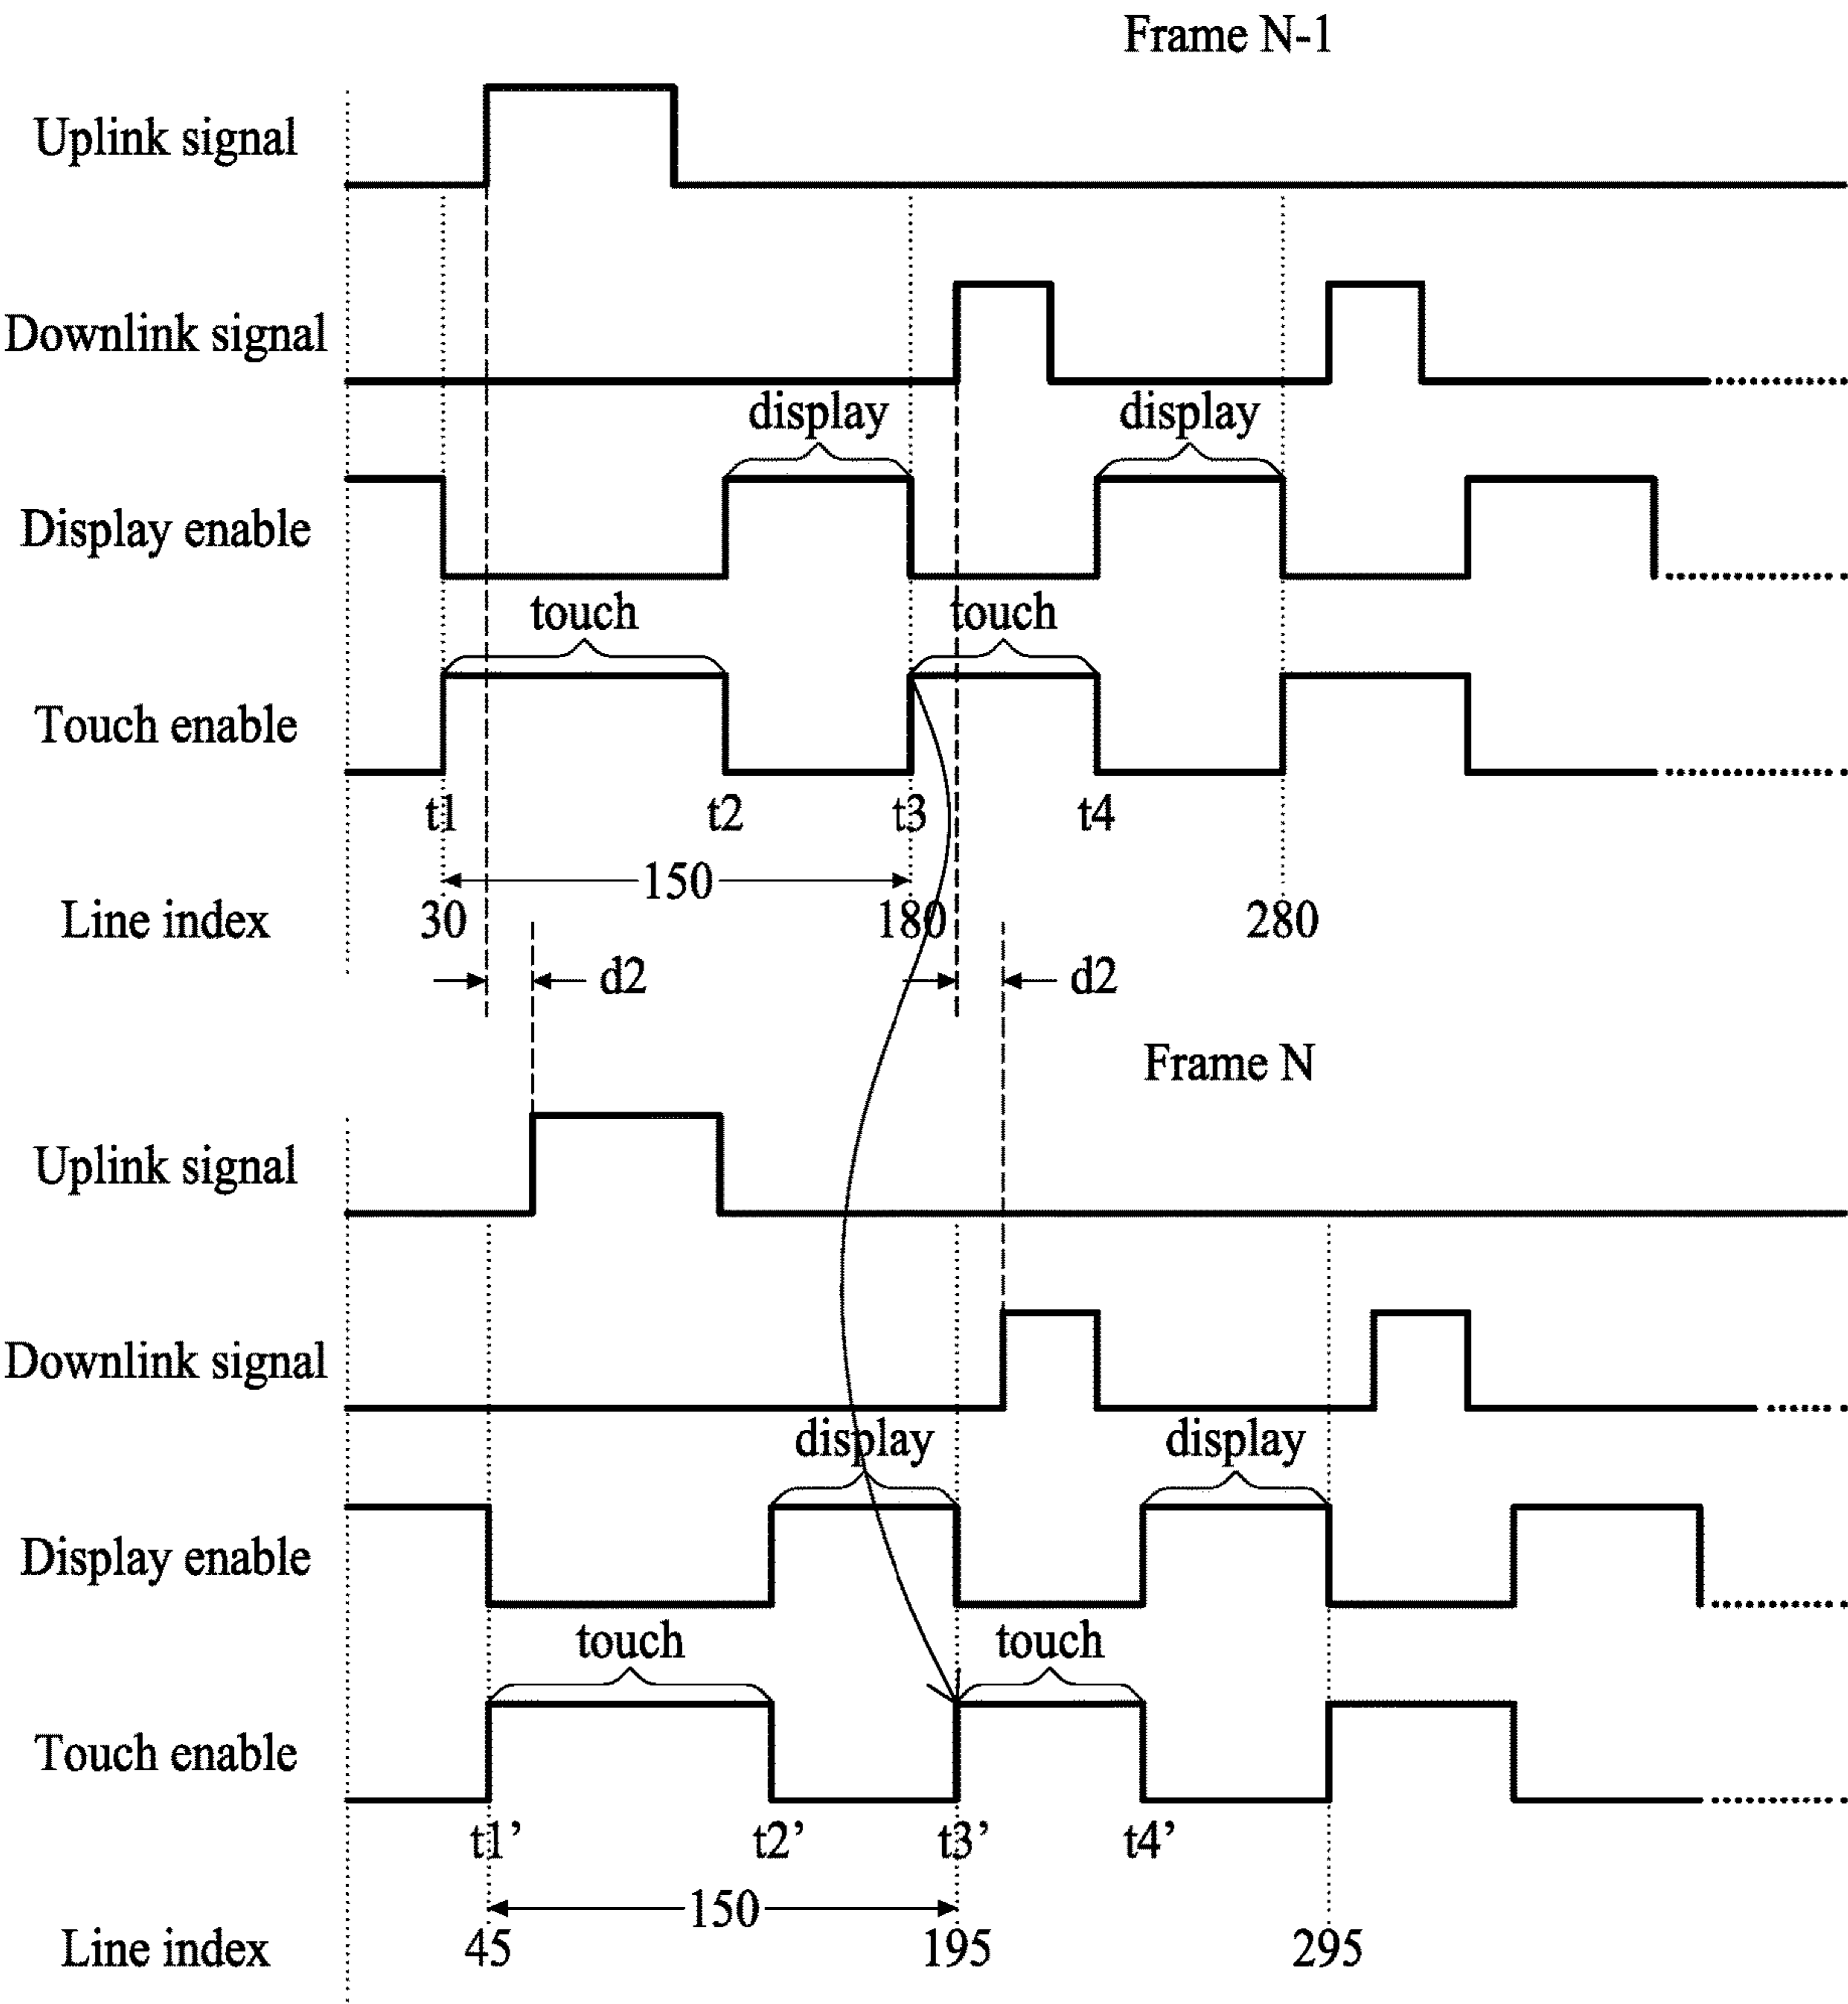 Frame N-1
Uplink signal
Downlink signal
display display
Display enable
touch touch
Touch enable
t1 t2 t3 t4
150
Line index 30 180 280
d2 d2
Frame N
Uplink signal
Downlink signal
display display
Display enable
touch touch
Touch enable
t1’ t2’ t3’ t4’
150
Line index 45 195 295